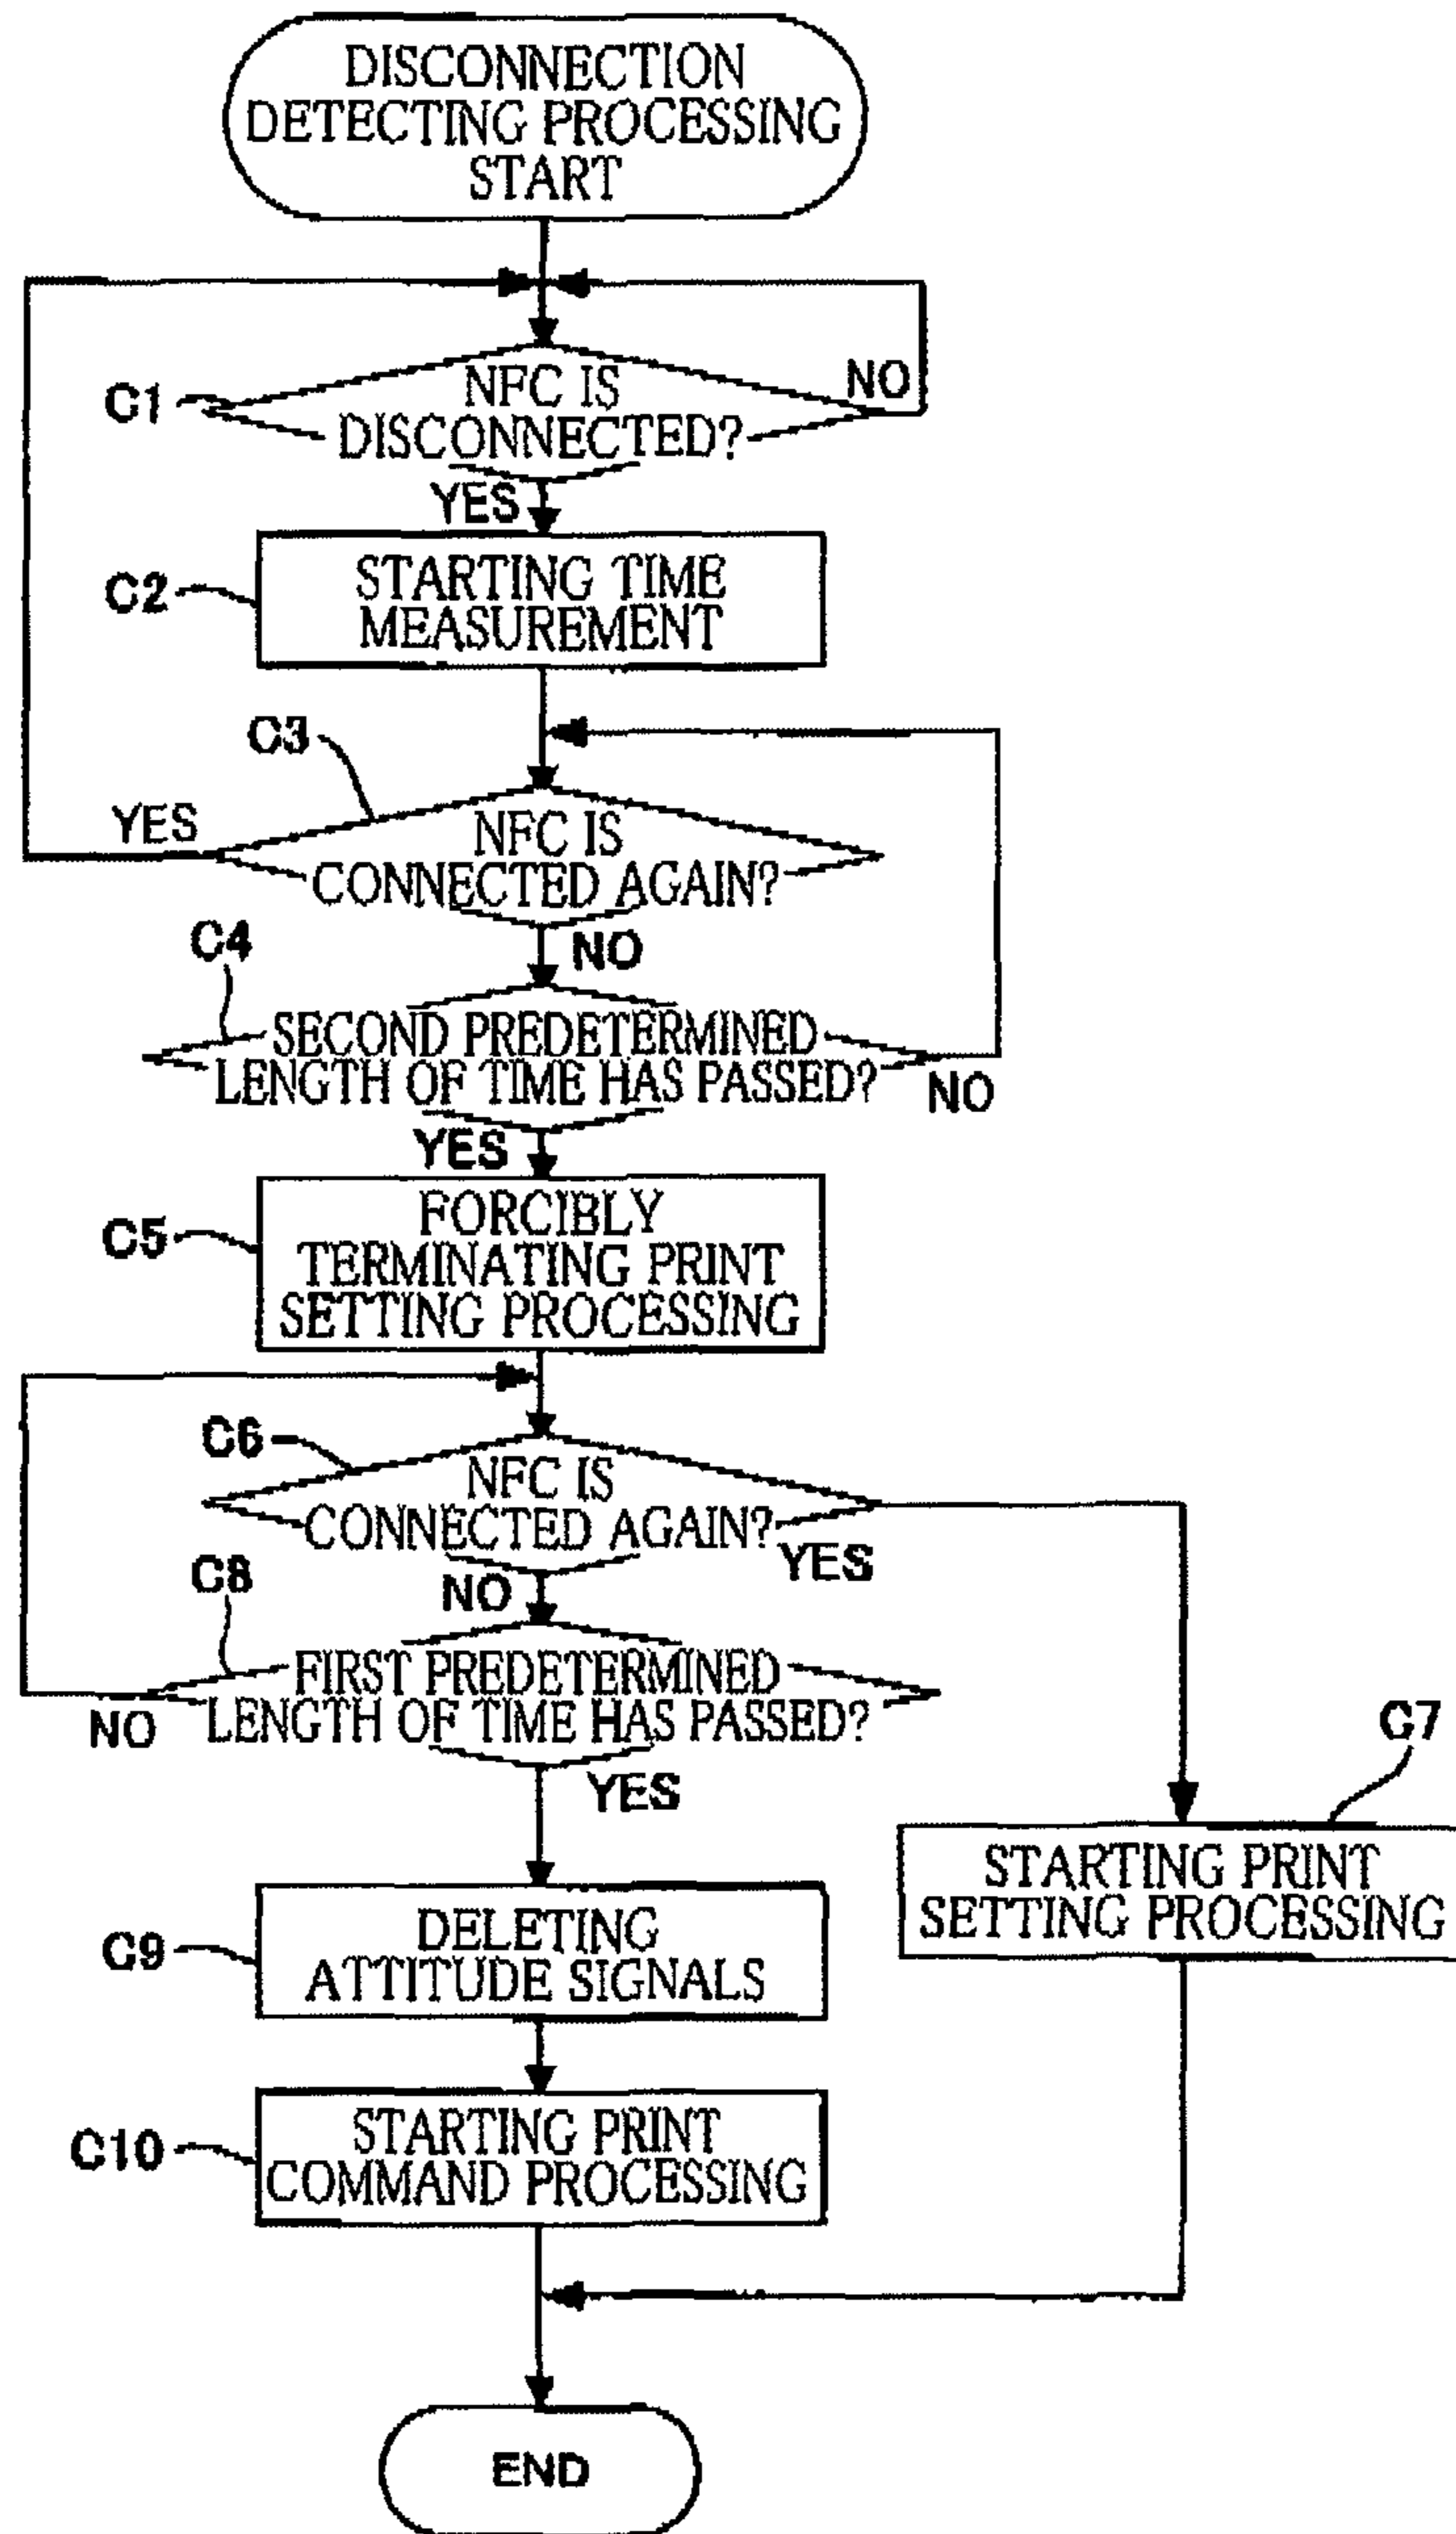 DISCONNECTION
DETECTING PROCESSING
START
C1
NFC IS
DISCONNECTED?
NO
YES
C2
STARTING TIME
MEASUREMENT
C3
YES
NFC IS
CONNECTED AGAIN?
NO
C4
SECOND PREDETERMINED
LENGTH OF TIME HAS PASSED?
NO
YES
C5
FORCIBLY
TERMINATING PRINT
SETTING PROCESSING
C6
NFC IS
CONNECTED AGAIN?
YES
NO
C8
FIRST PREDETERMINED
LENGTH OF TIME HAS PASSED?
NO
YES
C7
STARTING PRINT
SETTING PROCESSING
C9
DELETING
ATTITUDE SIGNALS
C10
STARTING PRINT
COMMAND PROCESSING
END